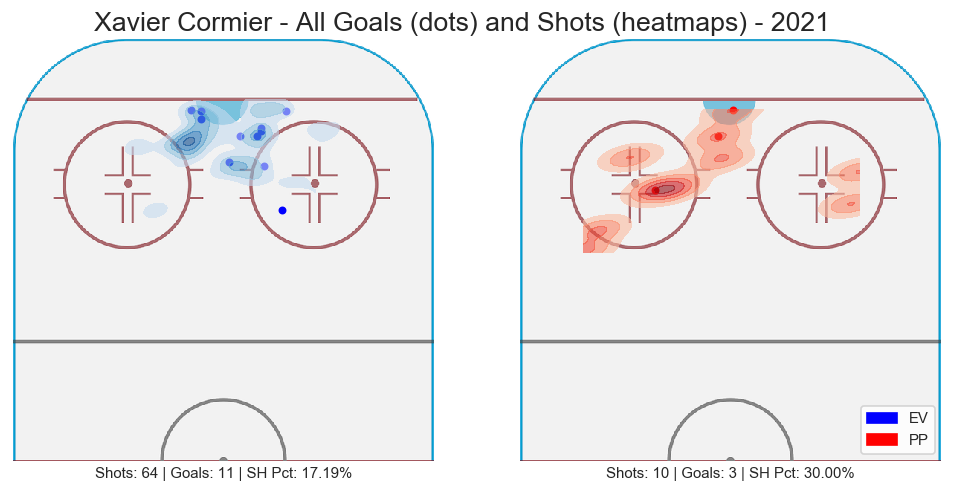 Xavier Cormier - All Goals (dots) and Shots (heatmaps) - 2021
EV
PP
Shots: 64 | Goals: 11 | SH Pct: 17.19%
Shots: 10 | Goals: 3 | SH Pct: 30.00%